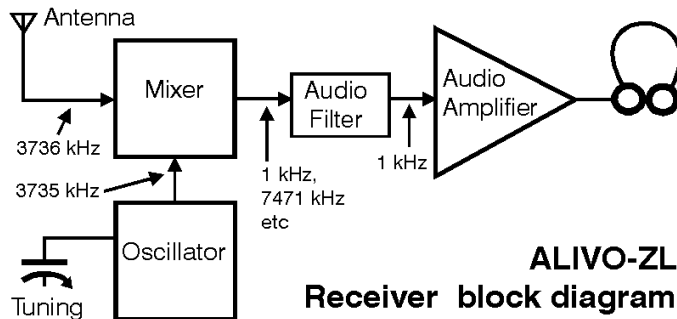 Antenna
Mixer
Audio
Filter
Audio
Amplifier
3736 kHz
3735 kHz
1 kHz,
7471 kHz
etc
1 kHz
Oscillator
Tuning
ALIVO-ZL
Receiver block diagram